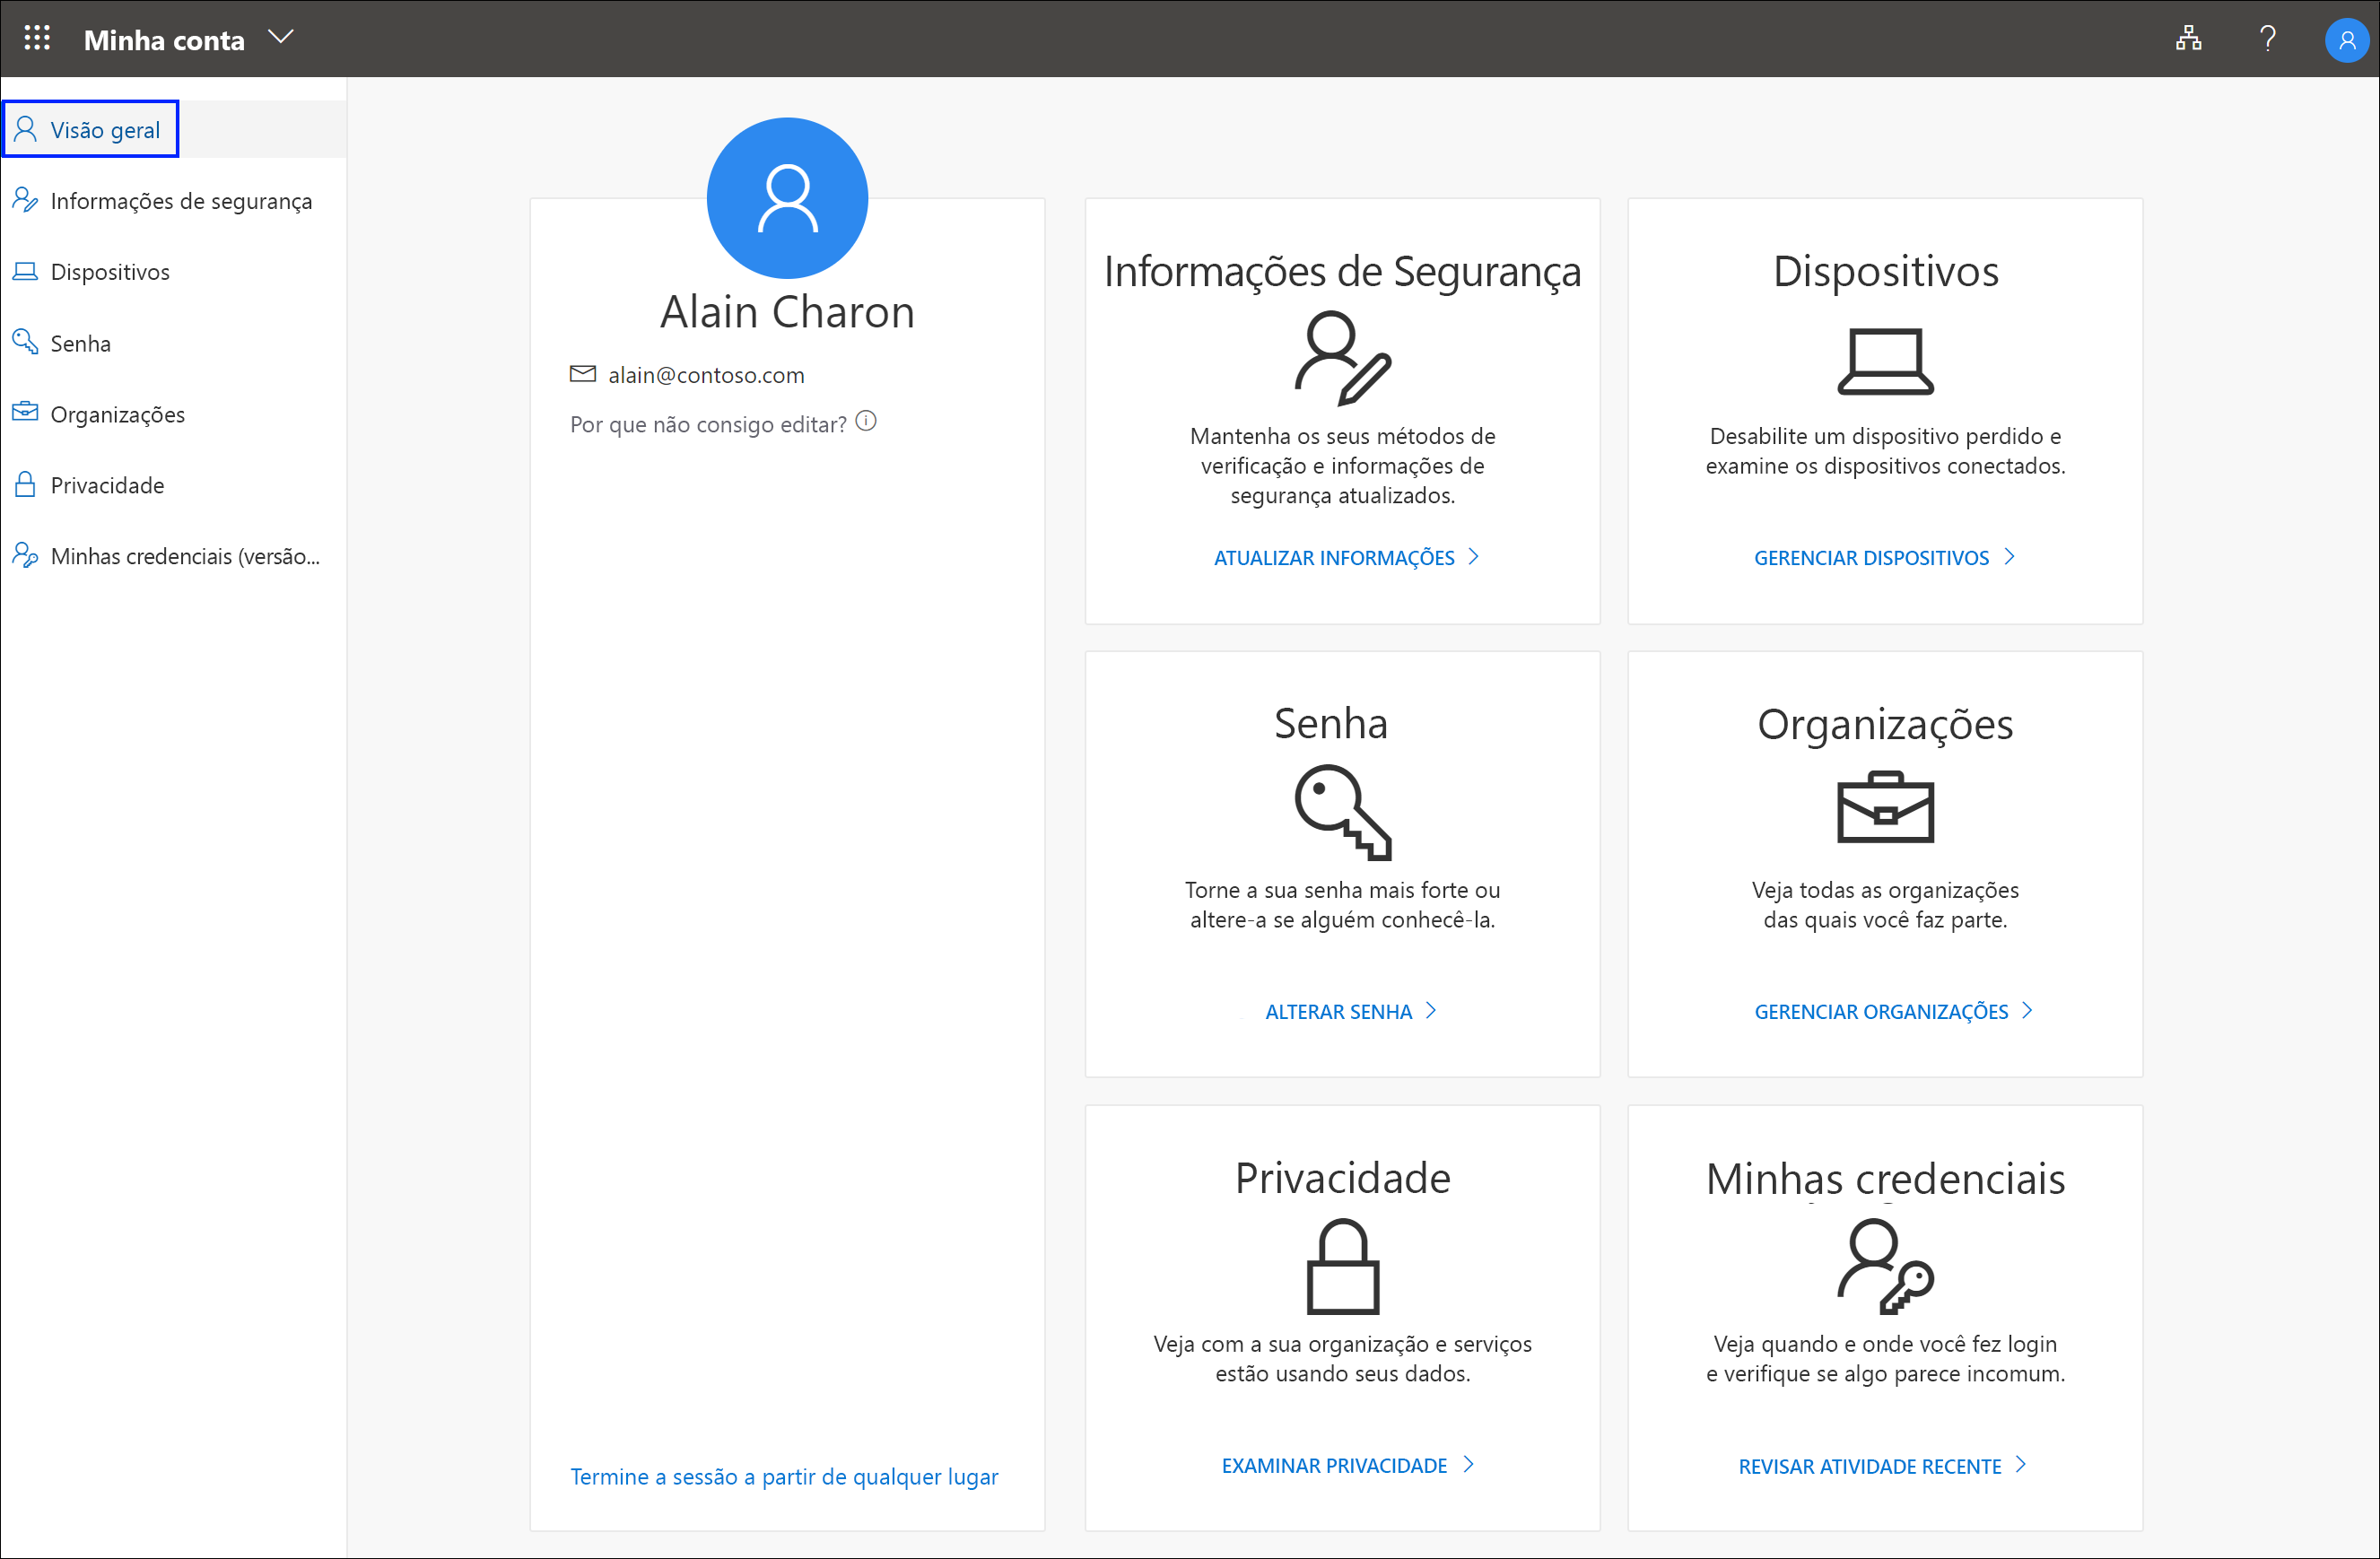 Minha conta
Visão geral
Informações de segurança
Dispositivos
Senha
Organizações
Privacidade
Minhas credenciais (versão...
Alain Charon
alain@contoso.com
Por que não consigo editar?
Termine a sessão a partir de qualquer lugar
Informações de Segurança
Mantenha os seus métodos de
verificação e informações de
segurança atualizados.
ATUALIZAR INFORMAÇÕES
Dispositivos
Desabilite um dispositivo perdido e
examine os dispositivos conectados.
GERENCIAR DISPOSITIVOS
Senha
Torne a sua senha mais forte ou
altere-a se alguém conhecê-la.
ALTERAR SENHA
Organizações
Veja todas as organizações
das quais você faz parte.
GERENCIAR ORGANIZAÇÕES
Privacidade
Veja com a sua organização e serviços
estão usando seus dados.
EXAMINAR PRIVACIDADE
Minhas credenciais
Veja quando e onde você fez login
e verifique se algo parece incomum.
REVISAR ATIVIDADE RECENTE